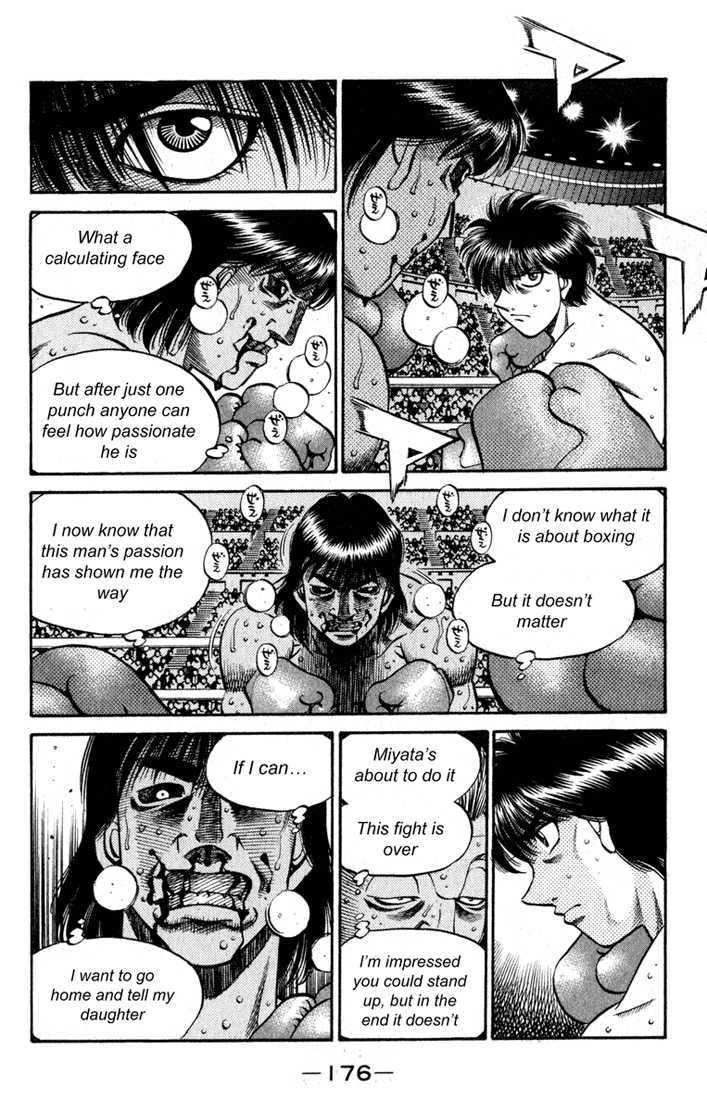 What a
calculating face
But after just one
punch anyone can
feel how passionate
he is
I don't know what it
is about boxing
But it doesn't
matter
I now know that
this man's passion
has shown me the
way
If I can...
I want to go
home and tell my
daughter
Miyata's
about to do it
This fight is
over
I'm impressed
you could stand
up, but in the
end it doesn't
—176—